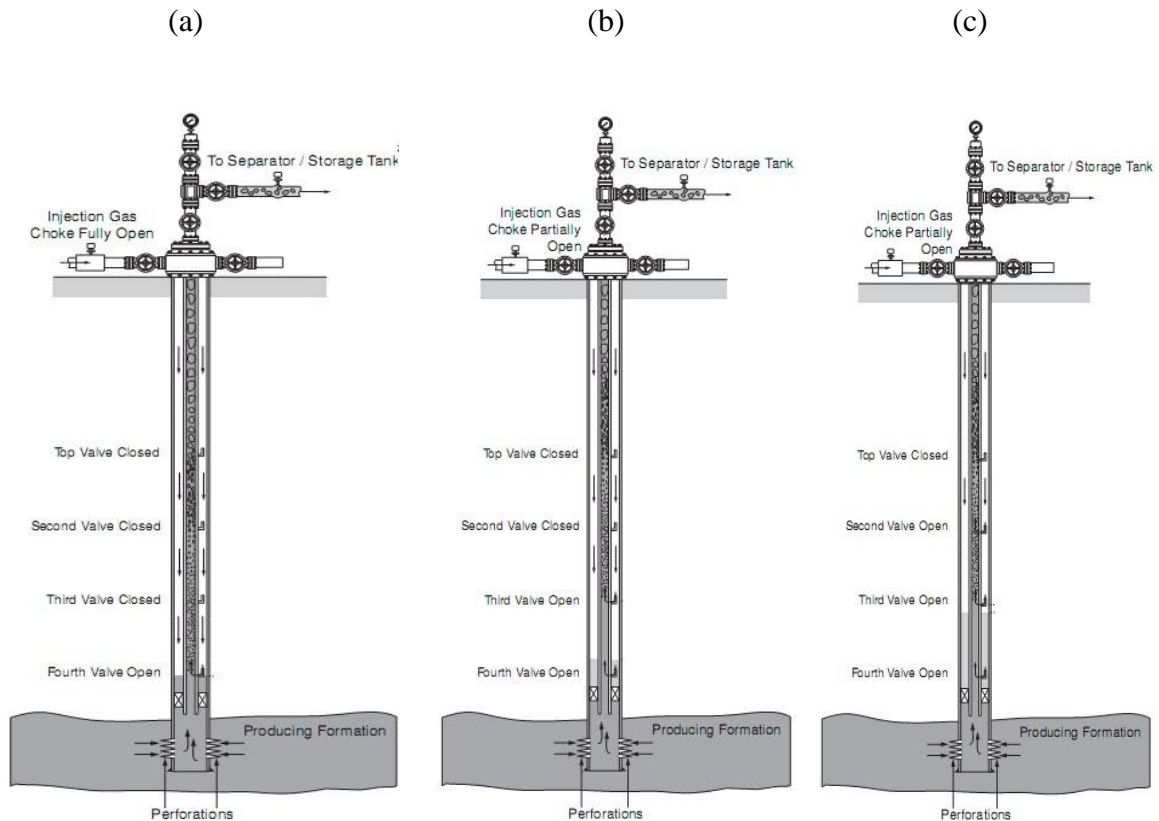 (a)
To Separator / Storage Tank
Injection Gas
Choke Fully Open
Top Valve Closed
Second Valve Closed
Third Valve Closed
Fourth Valve Open
Producing Formation
Perforations
(b)
To Separator / Storage Tank
Injection Gas
Choke Partially
Open
Top Valve Closed
Second Valve Closed
Third Valve Open
Fourth Valve Open
Producing Formation
Perforations
(c)
To Separator / Storage Tank
Injection Gas
Choke Partially
Open
Top Valve Closed
Second Valve Open
Third Valve Open
Fourth Valve Open
Producing Formation
Perforations